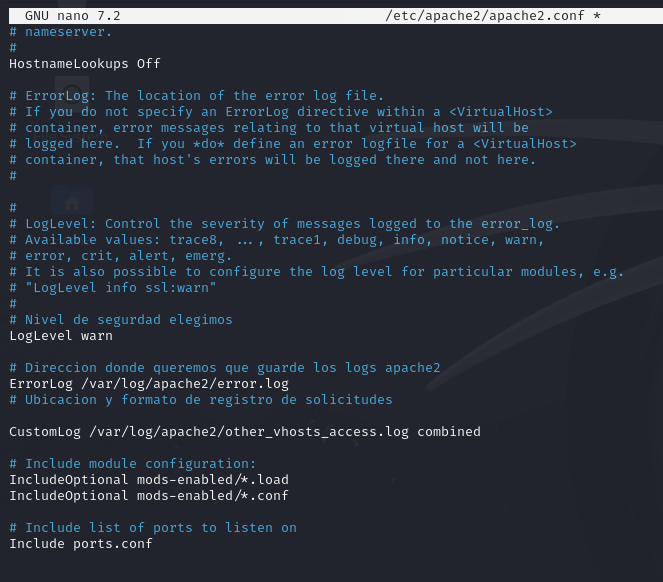 GNU nano 7.2 /etc/apache2/apache2.conf *
# nameserver.
#
HostnameLookups Off
# ErrorLog: The location of the error log file.
# If you do not specify an ErrorLog directive within a <VirtualHost>
# container, error messages relating to that virtual host will be
# logged here.  If you *do* define an error logfile for a <VirtualHost>
# container, that host's errors will be logged there and not here.
#
#
# LogLevel: Control the severity of messages logged to the error_log.
# Available values: trace8, ..., trace1, debug, info, notice, warn,
# error, crit, alert, emerg.
# It is also possible to configure the log level for particular modules, e.g.
# "LogLevel info ssl:warn"
#
# Nivel de segurdad elegimos
LogLevel warn
# Direccion donde queremos que guarde los logs apache2
ErrorLog /var/log/apache2/error.log
# Ubicacion y formato de registro de solicitudes
CustomLog /var/log/apache2/other_vhosts_access.log combined
# Include module configuration:
IncludeOptional mods-enabled/*.load
IncludeOptional mods-enabled/*.conf
# Include list of ports to listen on
Include ports.conf